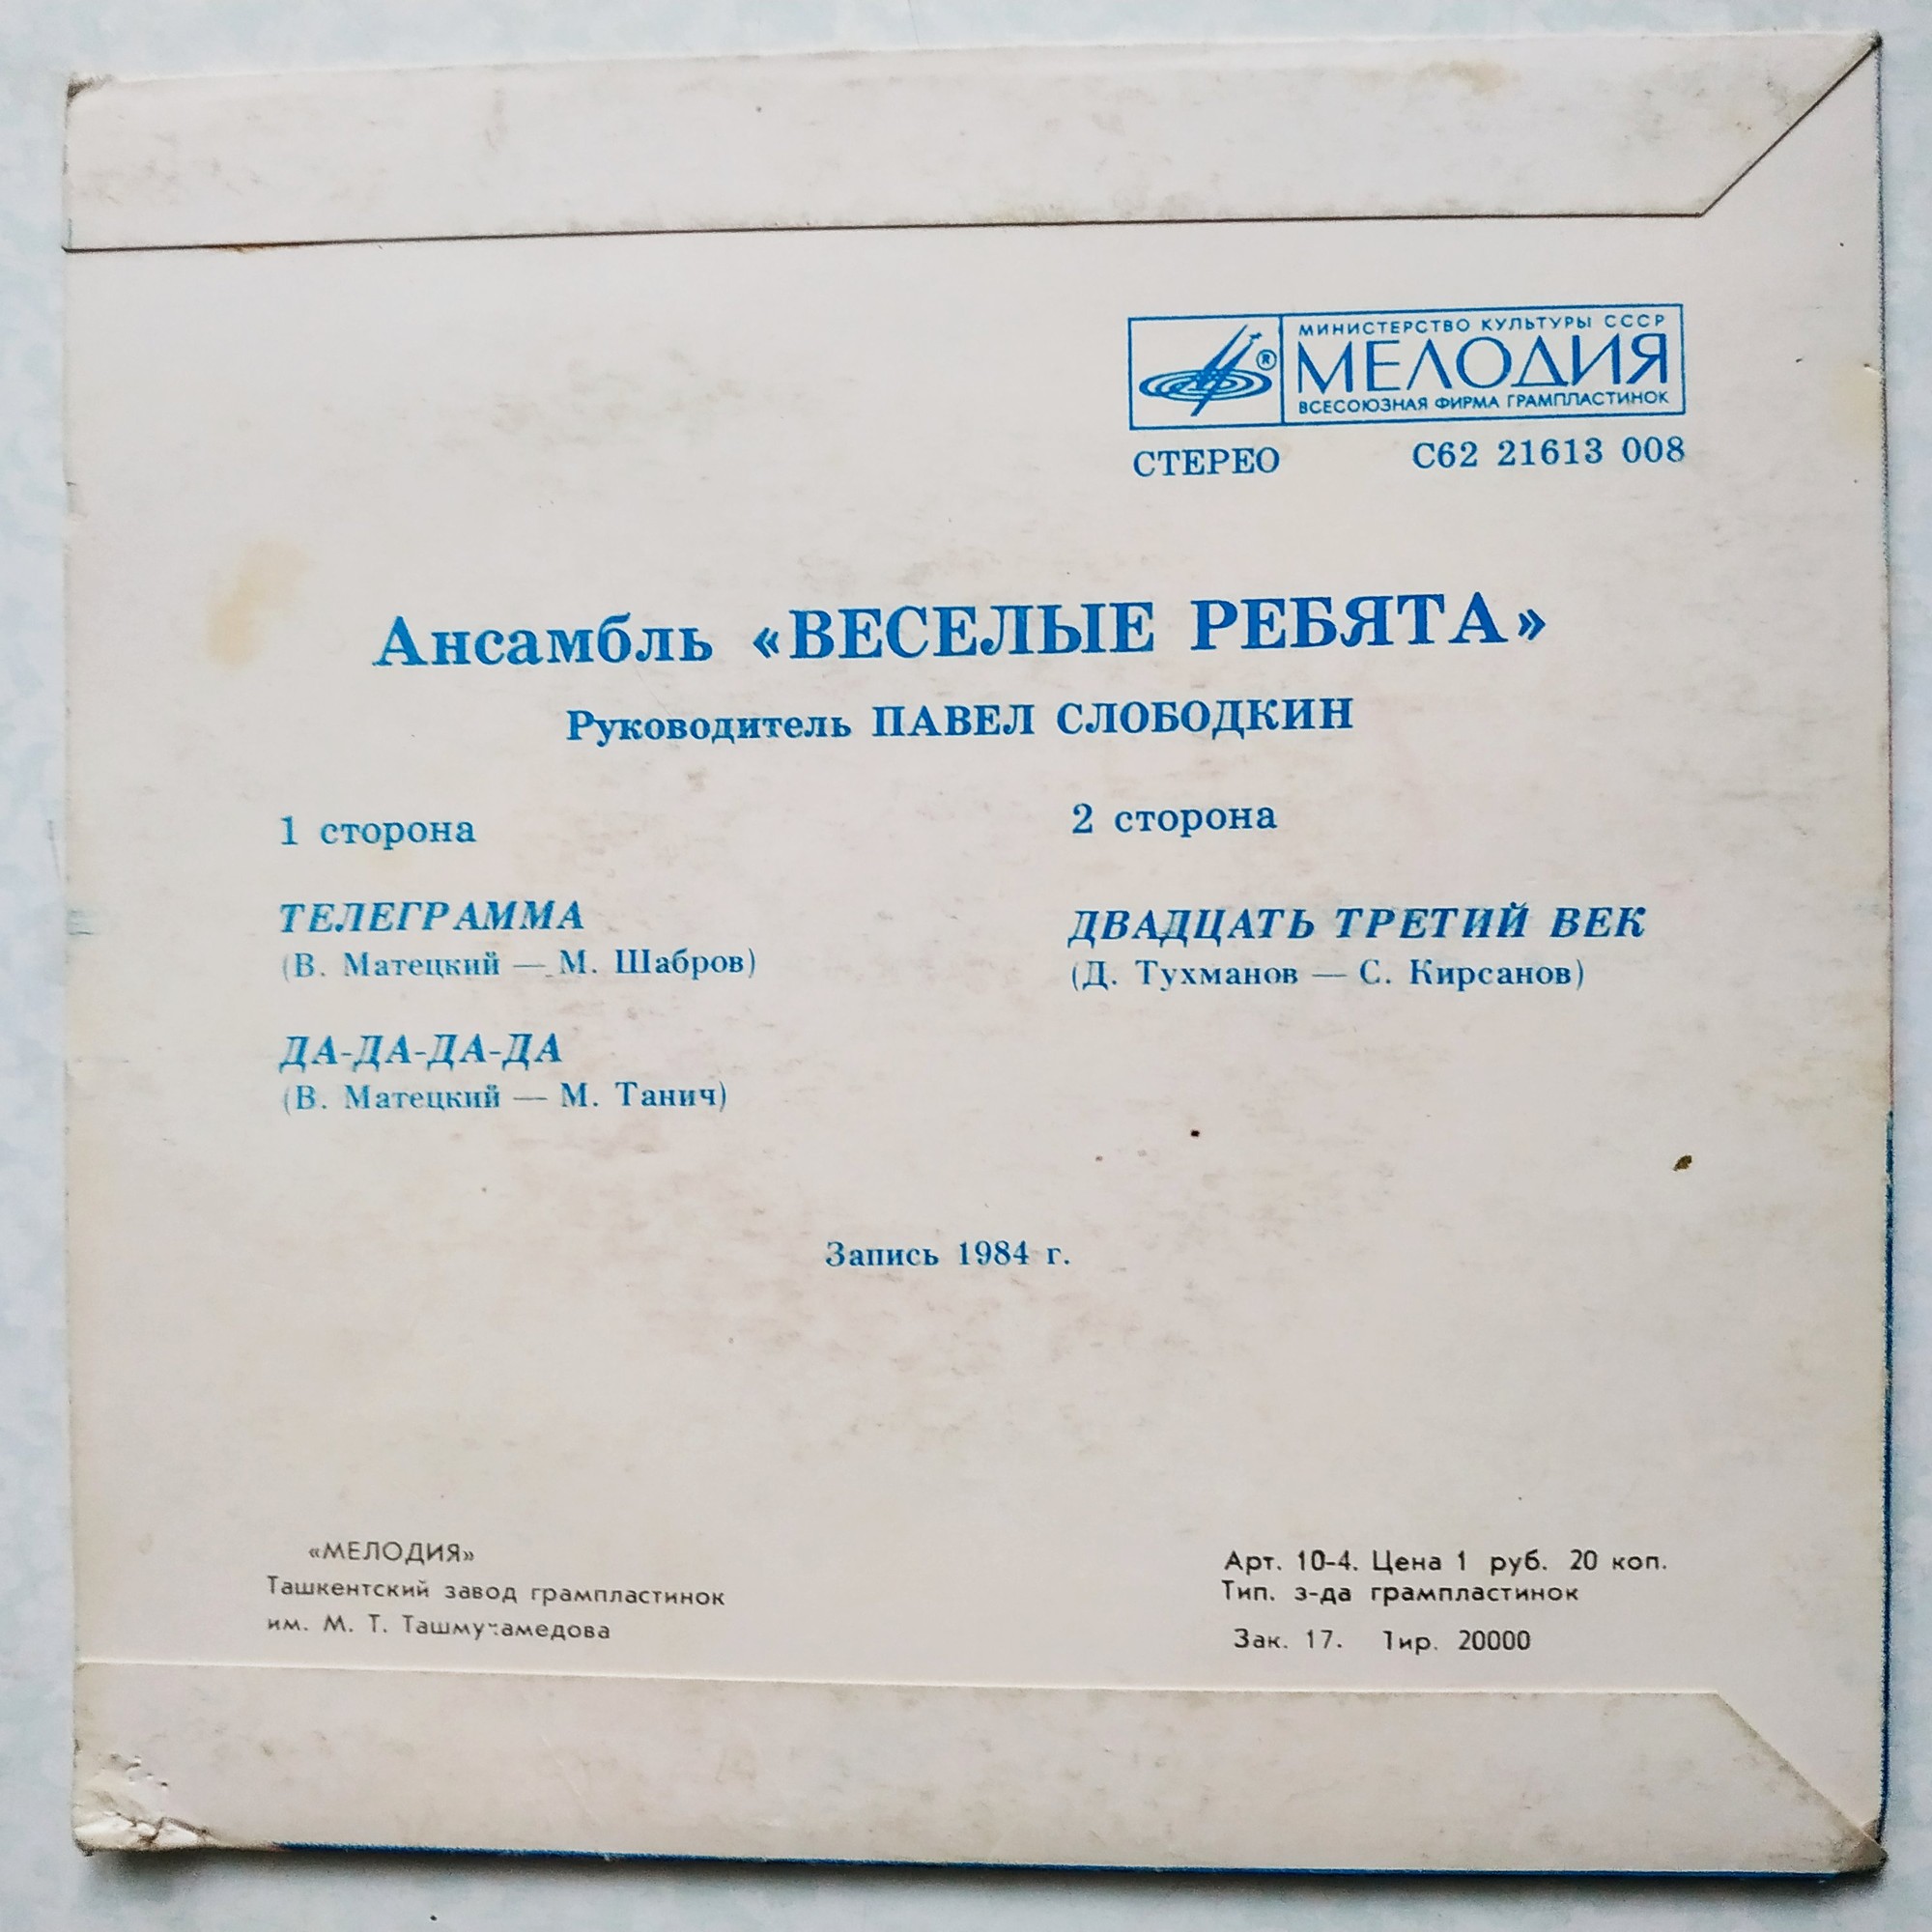 МИНИСТЕРСТВО КУЛЬТУРЫ СССР
МЕЛОДИЯ
®
ВСЕСОЮЗНАЯ ФИРМА ГРАМПЛАСТИНОК
СТЕРЕО С62 21613 008
Ансамбль «ВЕСЕЛЫЕ РЕБЯТА»
Руководитель ПАВЕЛ СЛОБОДКИН
1 сторона
ТЕЛЕГРАММА
(В. Матецкий — М. Шабров)
ДА-ДА-ДА-ДА
(В. Матецкий — М. Танич)
2 сторона
ДВАДЦАТЬ ТРЕТИЙ ВЕК
(Д. Тухманов — С. Кирсанов)
Запись 1984 г.
«МЕЛОДИЯ»
Ташкентский завод грампластинок
им. М. Т. Ташмухамедова
Арт. 10-4. Цена 1 руб. 20 коп.
Тип. з-да грампластинок
Зак. 17. Тир. 20000